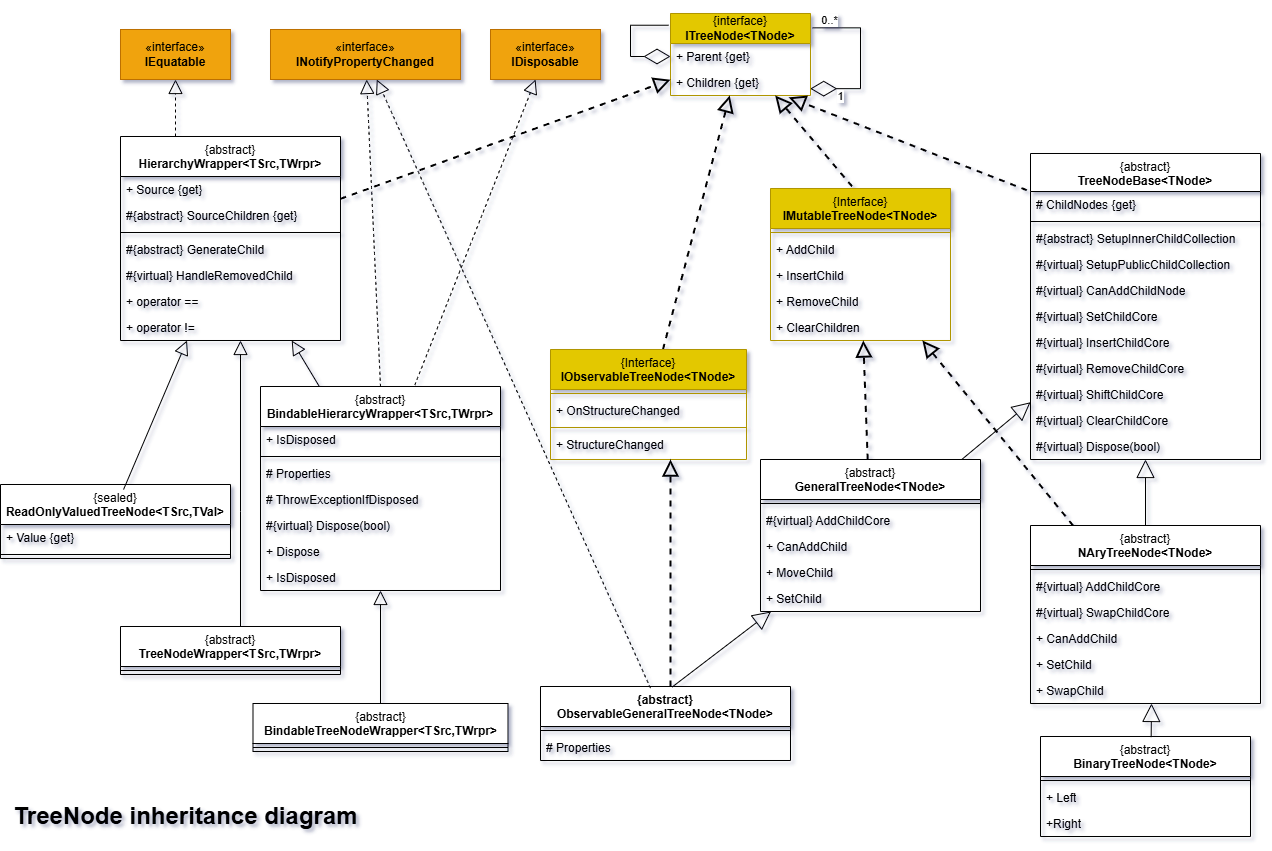 «interface»
IEquatable
«interface»
INotifyPropertyChanged
«interface»
IDisposable
{interface}
ITreeNode<TNode>
+ Parent {get}
+ Children {get}
0..*
1
{abstract}
HierarchyWrapper<TSrc,TWrpr>
+ Source {get}
#{abstract} SourceChildren {get}
#{abstract} GenerateChild
#{virtual} HandleRemovedChild
+ operator ==
+ operator !=
{Interface}
IMutableTreeNode<TNode>
+ AddChild
+ InsertChild
+ RemoveChild
+ ClearChildren
{abstract}
TreeNodeBase<TNode>
# ChildNodes {get}
#{abstract} SetupInnerChildCollection
#{virtual} SetupPublicChildCollection
#{virtual} CanAddChildNode
#{virtual} SetChildCore
#{virtual} InsertChildCore
#{virtual} RemoveChildCore
#{virtual} ShiftChildCore
#{virtual} ClearChildCore
#{virtual} Dispose(bool)
{Interface}
IObservableTreeNode<TNode>
+ OnStructureChanged
+ StructureChanged
{abstract}
BindableHierarcyWrapper<TSrc,TWrpr>
+ IsDisposed
# Properties
# ThrowExceptionIfDisposed
#{virtual} Dispose(bool)
+ Dispose
+ IsDisposed
{sealed}
ReadOnlyValuedTreeNode<TSrc,TVal>
+ Value {get}
{abstract}
GeneralTreeNode<TNode>
#{virtual} AddChildCore
+ CanAddChild
+ MoveChild
+ SetChild
{abstract}
NAryTreeNode<TNode>
#{virtual} AddChildCore
#{virtual} SwapChildCore
+ CanAddChild
+ SetChild
+ SwapChild
{abstract}
TreeNodeWrapper<TSrc,TWrpr>
{abstract}
BindableTreeNodeWrapper<TSrc,TWrpr>
{abstract}
ObservableGeneralTreeNode<TNode>
# Properties
{abstract}
BinaryTreeNode<TNode>
+ Left
+Right
TreeNode inheritance diagram